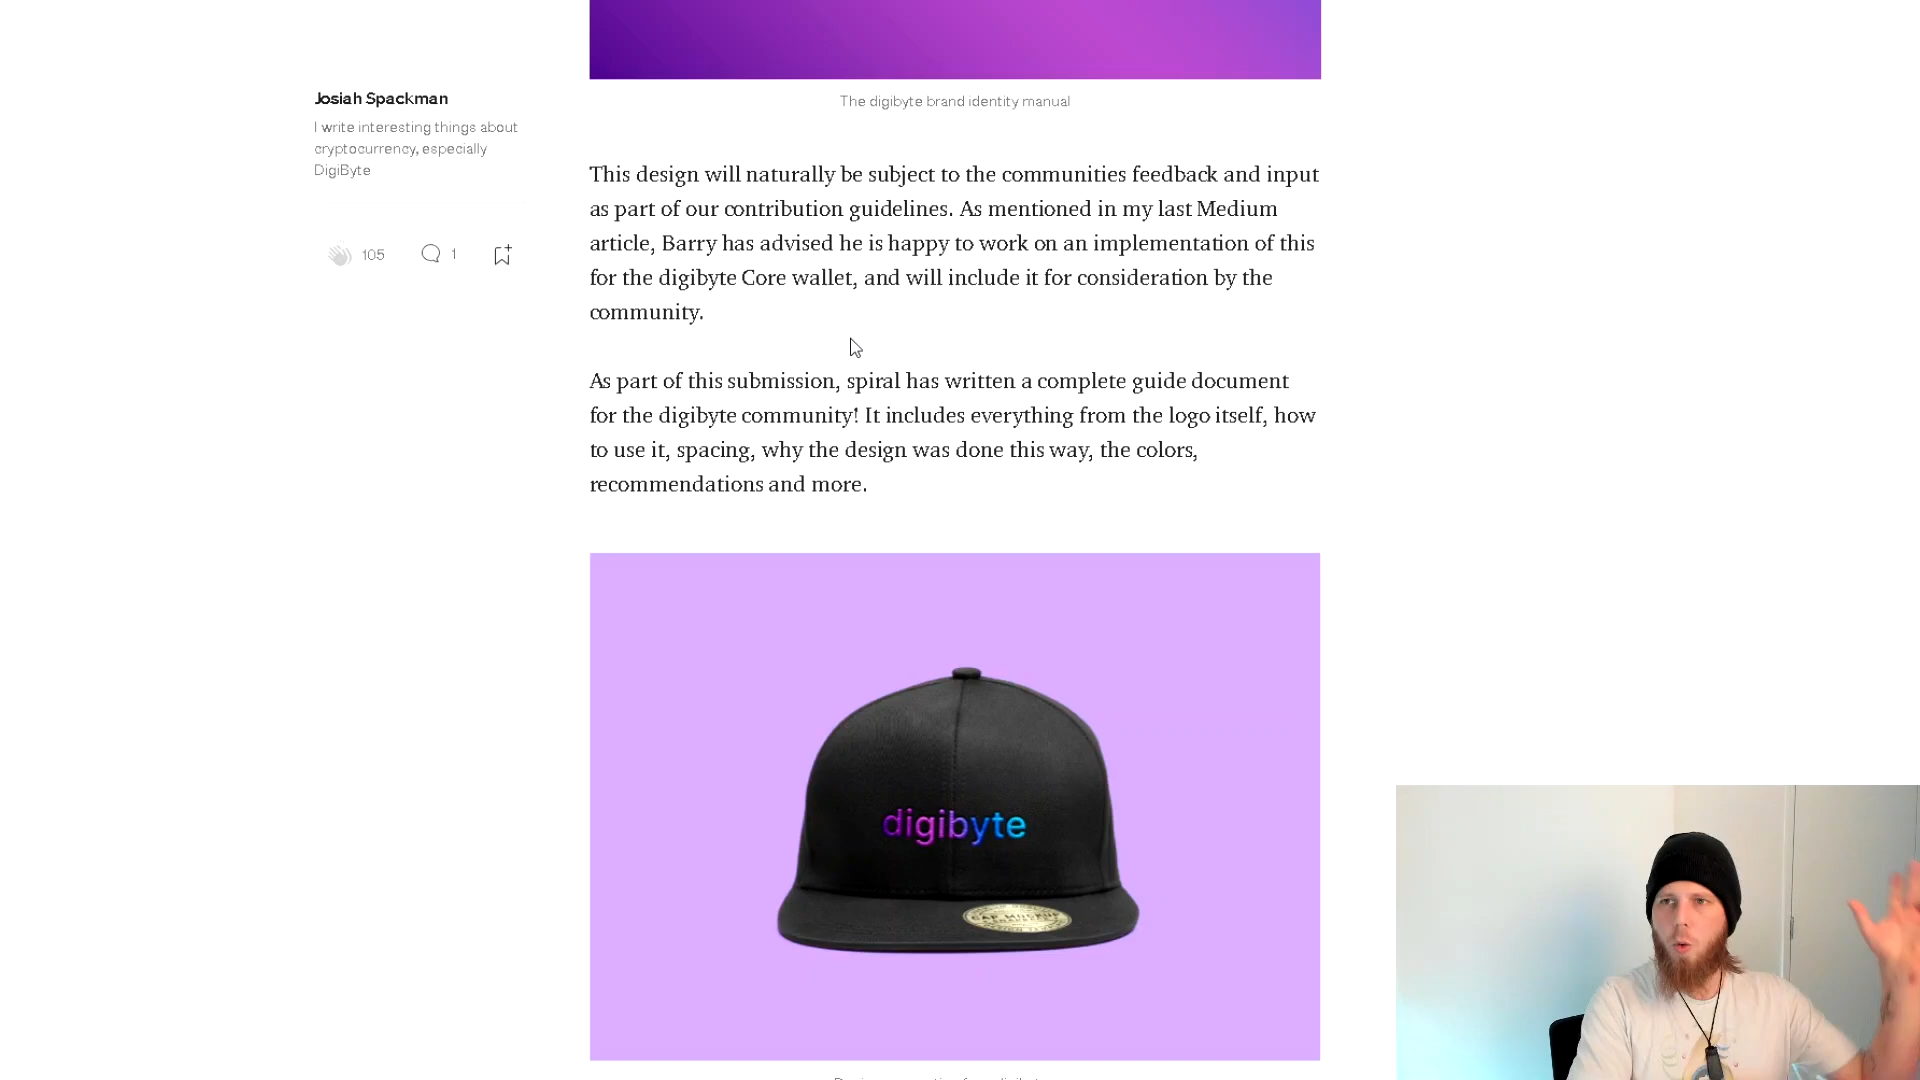 The digibyte brand identity manual
Josiah Spackman
I write interesting things about
cryptocurrency, especially
DigiByte
105
1
This design will naturally be subject to the communities feedback and input
as part of our contribution guidelines. As mentioned in my last Medium
article, Barry has advised he is happy to work on an implementation of this
for the digibyte Core wallet, and will include it for consideration by the
community.
As part of this submission, spiral has written a complete guide document
for the digibyte community! It includes everything from the logo itself, how
to use it, spacing, why the design was done this way, the colors,
recommendations and more.
digibyte
CAP MOCKUP